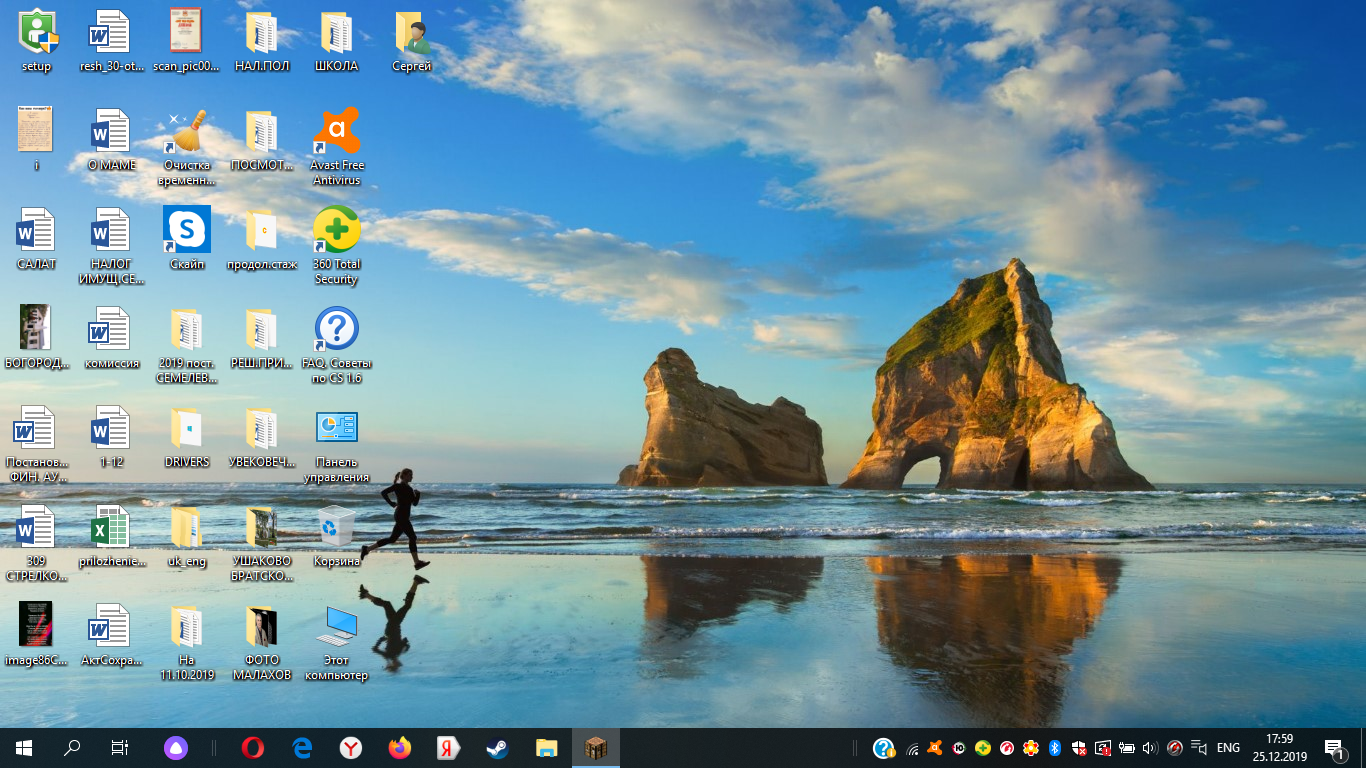 setup
resh_30-ot...
scan_pic00...
НАЛ.ПОЛ
ШКОЛА
Сергей
i
О МАМЕ
Очистка
временн...
ПОСМОТ...
Avast Free
Antivirus
САЛАТ
НАЛОГ
ИМУЩ.СЕ...
Скайп
продол.стаж
360 Total
Security
БОГОРОД...
комиссия
2019 пост.
СЕМЕЛЕВ...
РЕШ.ПРИ...
FAQ. Советы
по CS 1.6
Постанов...
ФИН. АУ...
1-12
DRIVERS
УВЕКОВЕЧ...
Панель
управления
309
СТРЕЛКО...
prilozhenie...
uk_eng
УШАКОВО
БРАТСКО...
Корзина
image86C...
АктСохра...
На
11.10.2019
ФОТО
МАЛАХОВ
Этот
компьютер
ENG
17:59
25.12.2019
1